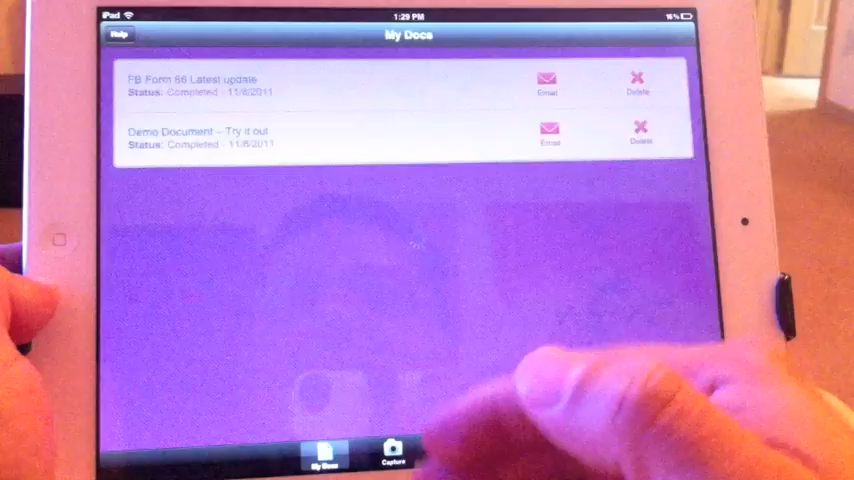 iPad 1:29 PM 16%
Help My Docs
FB Form 86 Latest update
Status: Completed - 11/8/2011
Email Delete
Demo Document – Try it out
Status: Completed - 11/8/2011
Email Delete
My Docs Capture